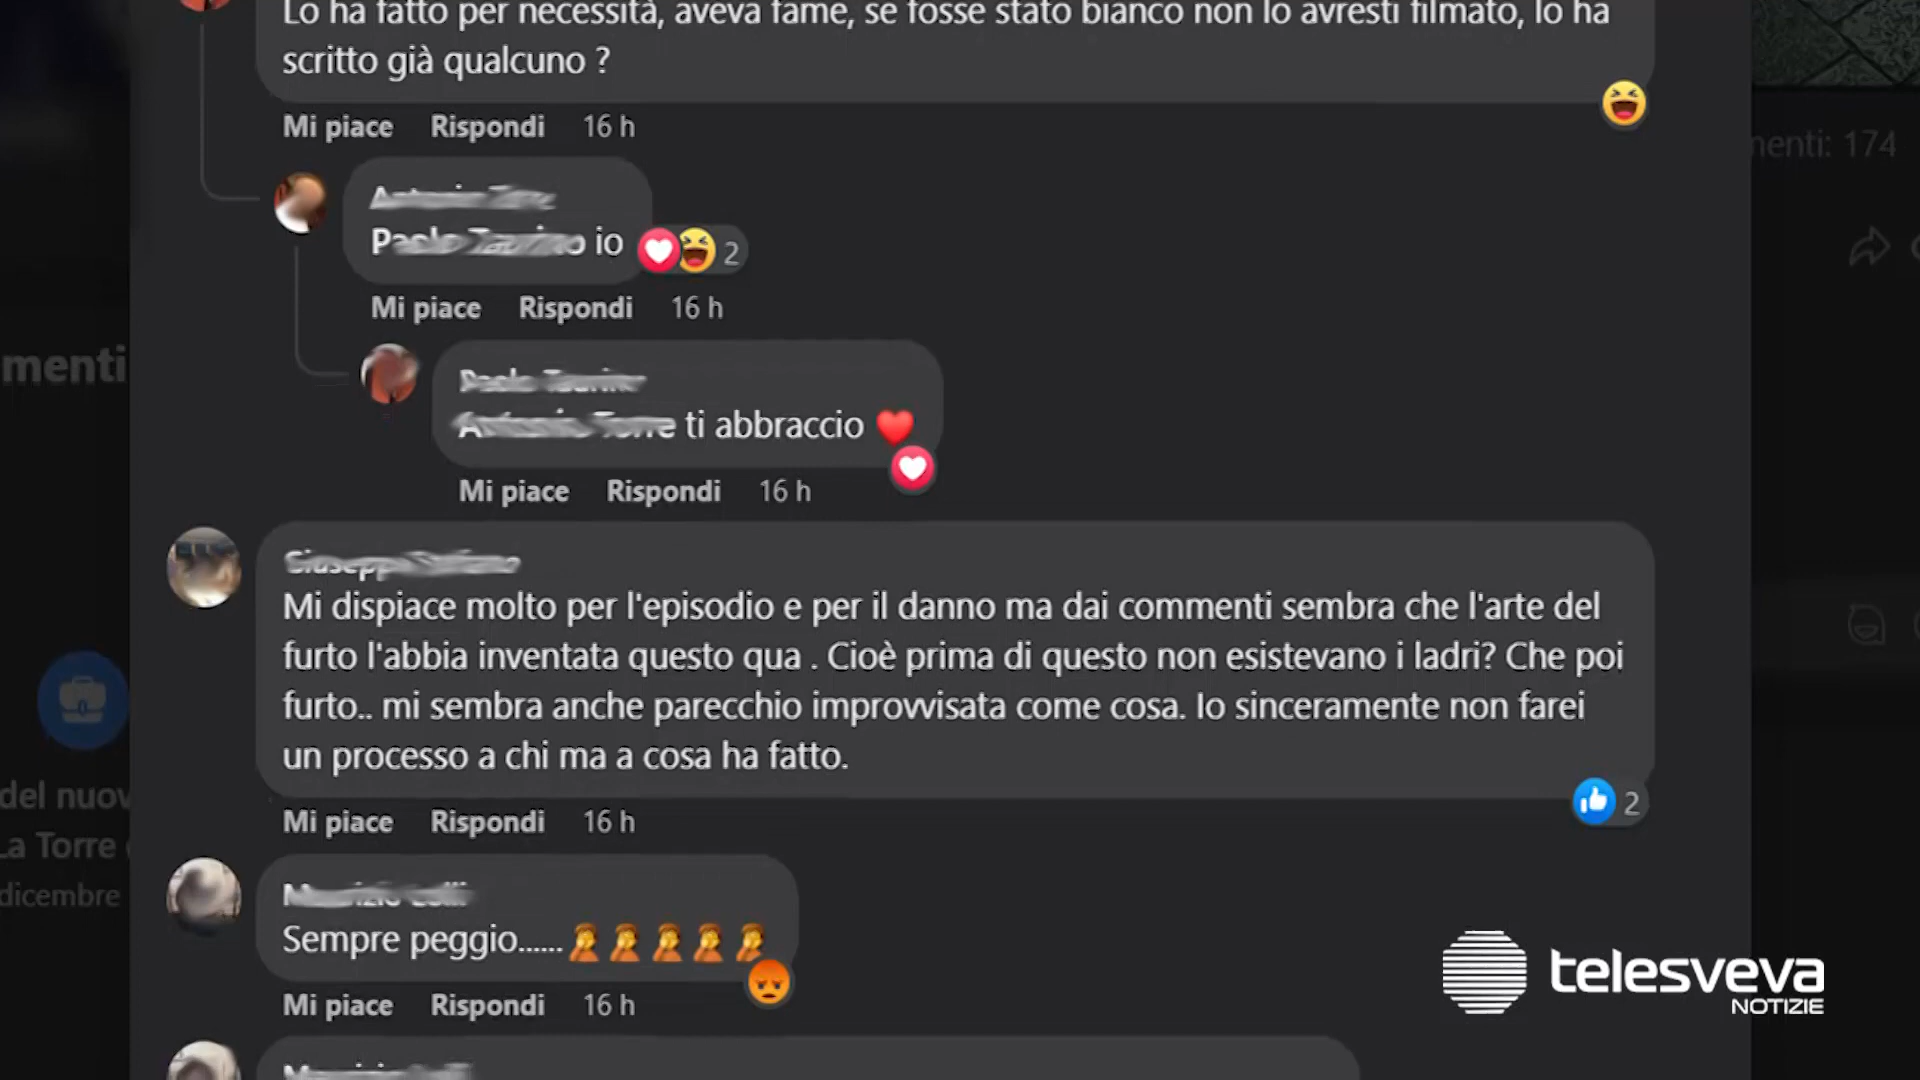 Lo ha fatto per necessità, aveva fame, se fosse stato bianco non lo avresti filmato, lo ha
scritto già qualcuno ?
Mi piace Rispondi 16 h
menti: 174
io
2
Mi piace Rispondi 16 h
menti
ti abbraccio ❤️
Mi piace Rispondi 16 h
Mi dispiace molto per l'episodio e per il danno ma dai commenti sembra che l'arte del
furto l'abbia inventata questo qua . Cioè prima di questo non esistevano i ladri? Che poi
furto.. mi sembra anche parecchio improvvisata come cosa. Io sinceramente non farei
un processo a chi ma a cosa ha fatto.
2
Mi piace Rispondi 16 h
del nuov
La Torre
dicembre
Sempre peggio...... 🤦🤦🤦🤦🤦
Mi piace Rispondi 16 h
telesveva
NOTIZIE